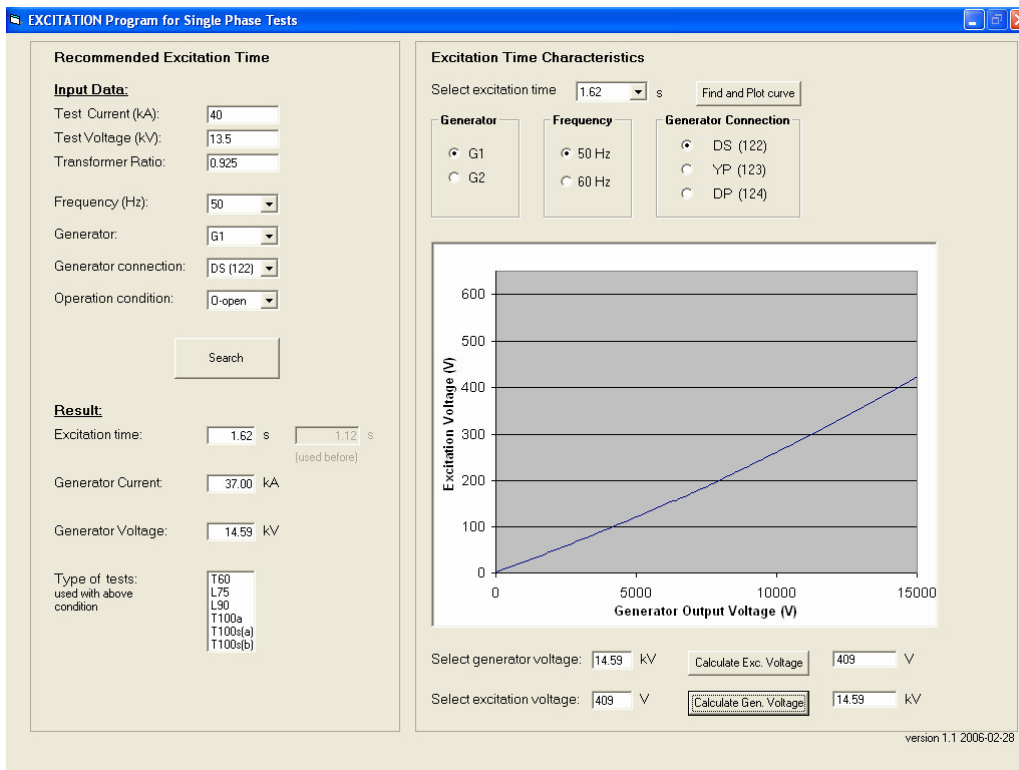 EXCITATION Program for Single Phase Tests
Recommended Excitation Time
Input Data:
Test Current (kA): 40
Test Voltage (kV): 13.5
Transformer Ratio: 0.925
Frequency (Hz): 50
Generator: G1
Generator connection: DS (122)
Operation condition: O-open
Search
Result:
Excitation time: 1.62 s 1.12 s
(used before)
Generator Current: 37.00 kA
Generator Voltage: 14.59 kV
Type of tests:
used with above
condition
T60
L75
L90
T100a
T100s(a)
T100s(b)
Excitation Time Characteristics
Select excitation time 1.62 s Find and Plot curve
Generator
G1
G2
Frequency
50 Hz
60 Hz
Generator Connection
DS (122)
YP (123)
DP (124)
Excitation Voltage (V)
600
500
400
300
200
100
0
0 5000 10000 15000
Generator Output Voltage (V)
Select generator voltage: 14.59 kV Calculate Exc. Voltage 409 V
Select excitation voltage: 409 V Calculate Gen. Voltage 14.59 kV
version 1.1 2006-02-28